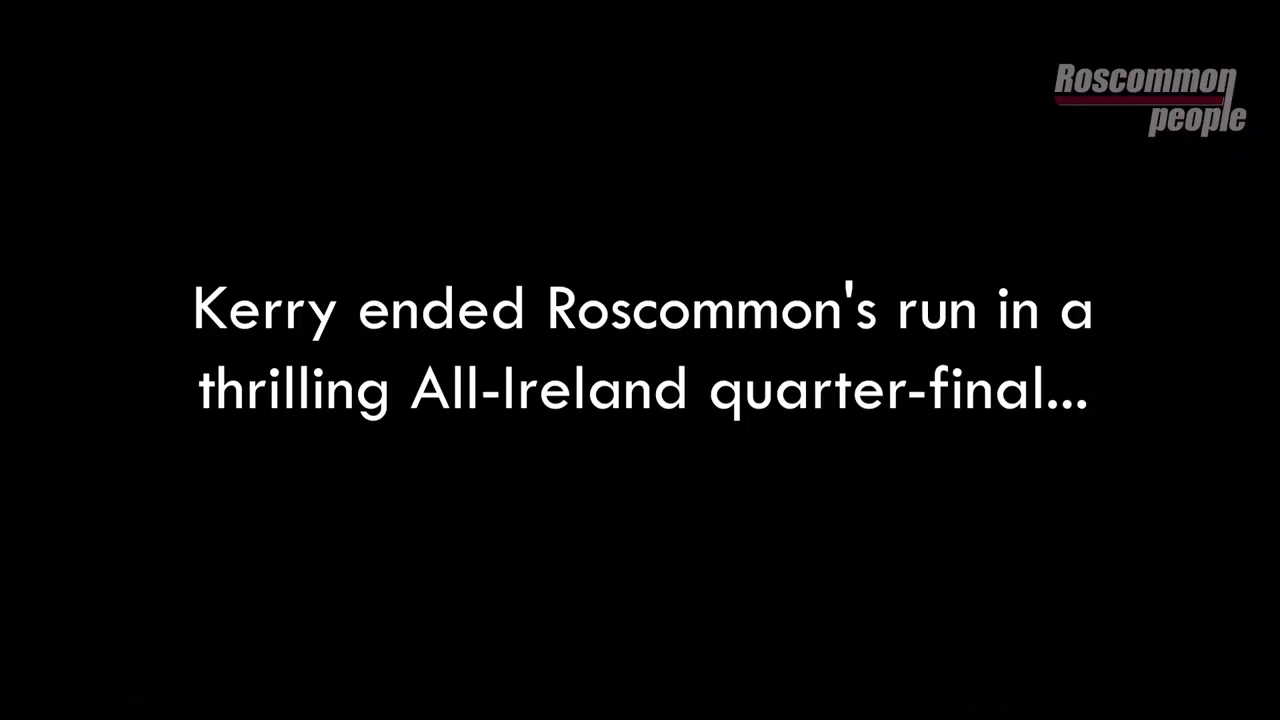 Roscommon
people
Kerry ended Roscommon's run in a
thrilling All-Ireland quarter-final...